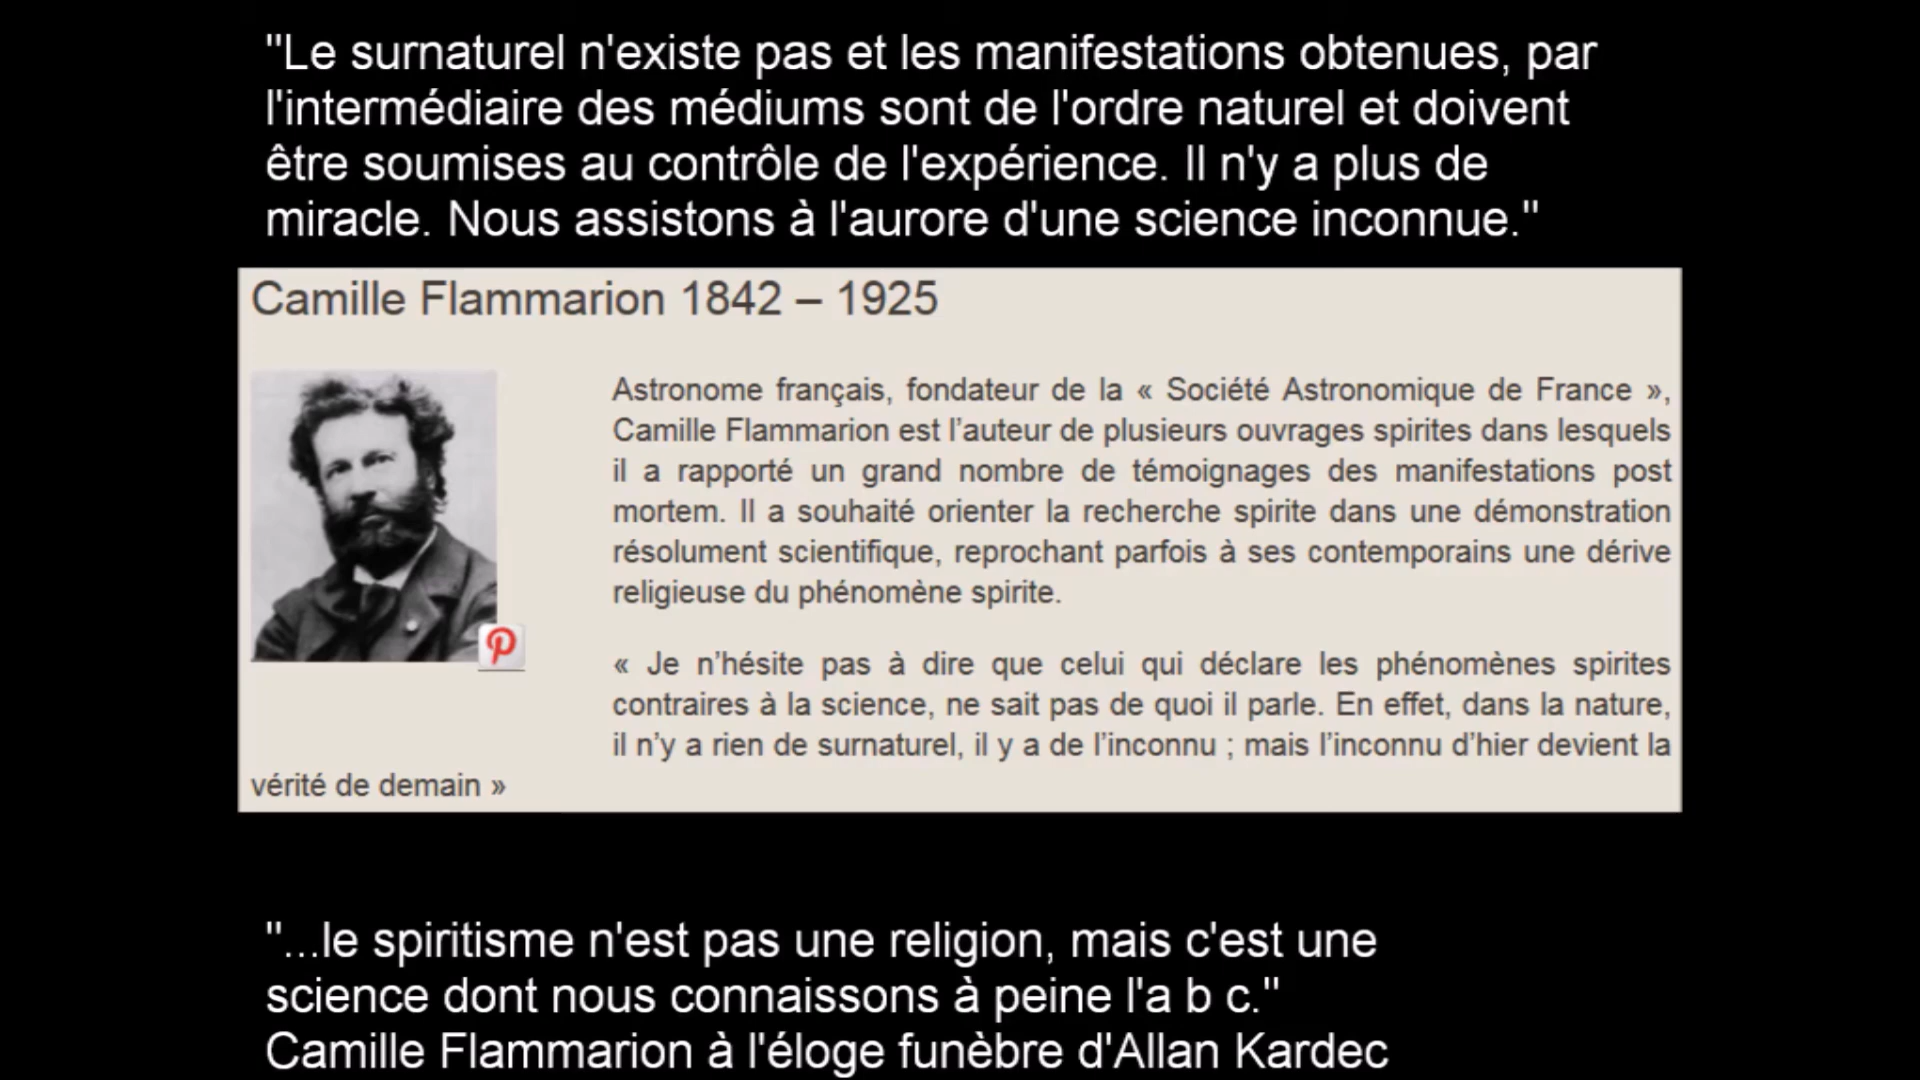 "Le surnaturel n'existe pas et les manifestations obtenues, par
l'intermédiaire des médiums sont de l'ordre naturel et doivent
être soumises au contrôle de l'expérience. Il n'y a plus de
miracle. Nous assistons à l'aurore d'une science inconnue."
Camille Flammarion 1842 – 1925
Astronome français, fondateur de la « Société Astronomique de France »,
Camille Flammarion est l’auteur de plusieurs ouvrages spirites dans lesquels
il a rapporté un grand nombre de témoignages des manifestations post
mortem. Il a souhaité orienter la recherche spirite dans une démonstration
résolument scientifique, reprochant parfois à ses contemporains une dérive
religieuse du phénomène spirite.
« Je n’hésite pas à dire que celui qui déclare les phénomènes spirites
contraires à la science, ne sait pas de quoi il parle. En effet, dans la nature,
il n’y a rien de surnaturel, il y a de l’inconnu ; mais l’inconnu d’hier devient la
vérité de demain »
"...le spiritisme n'est pas une religion, mais c'est une
science dont nous connaissons à peine l'a b c."
Camille Flammarion à l'éloge funèbre d'Allan Kardec